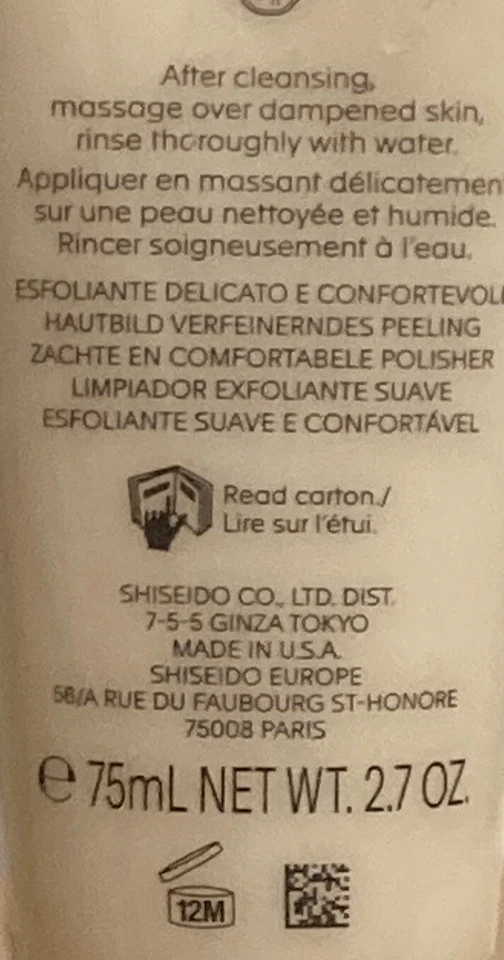 After cleansing,
massage over dampened skin,
rinse thoroughly with water.
Appliquer en massant délicatemen
sur une peau nettoyée et humide.
Rincer soigneusement à l'eau.
ESFOLIANTE DELICATO E CONFORTEVOL
HAUTBILD VERFEINERNDES PEELING
ZACHTE EN COMFORTABELE POLISHER
LIMPIADOR EXFOLIANTE SUAVE
ESFOLIANTE SUAVE E CONFORTÁVEL
Read carton./
Lire sur l'étui.
SHISEIDO CO., LTD. DIST.
7-5-5 GINZA TOKYO
MADE IN U.S.A.
SHISEIDO EUROPE
56/A RUE DU FAUBOURG ST-HONORE
75008 PARIS
℮ 75mL NET WT. 2.7 OZ.
12M